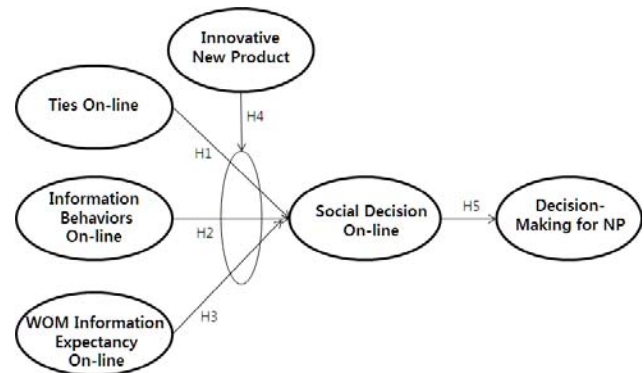 Innovative
New Product
Ties On-line
H4
H1
Information
Behaviors
On-line
H2
Social Decision
On-line
H5
Decision-
Making for NP
H3
WOM Information
Expectancy
On-line